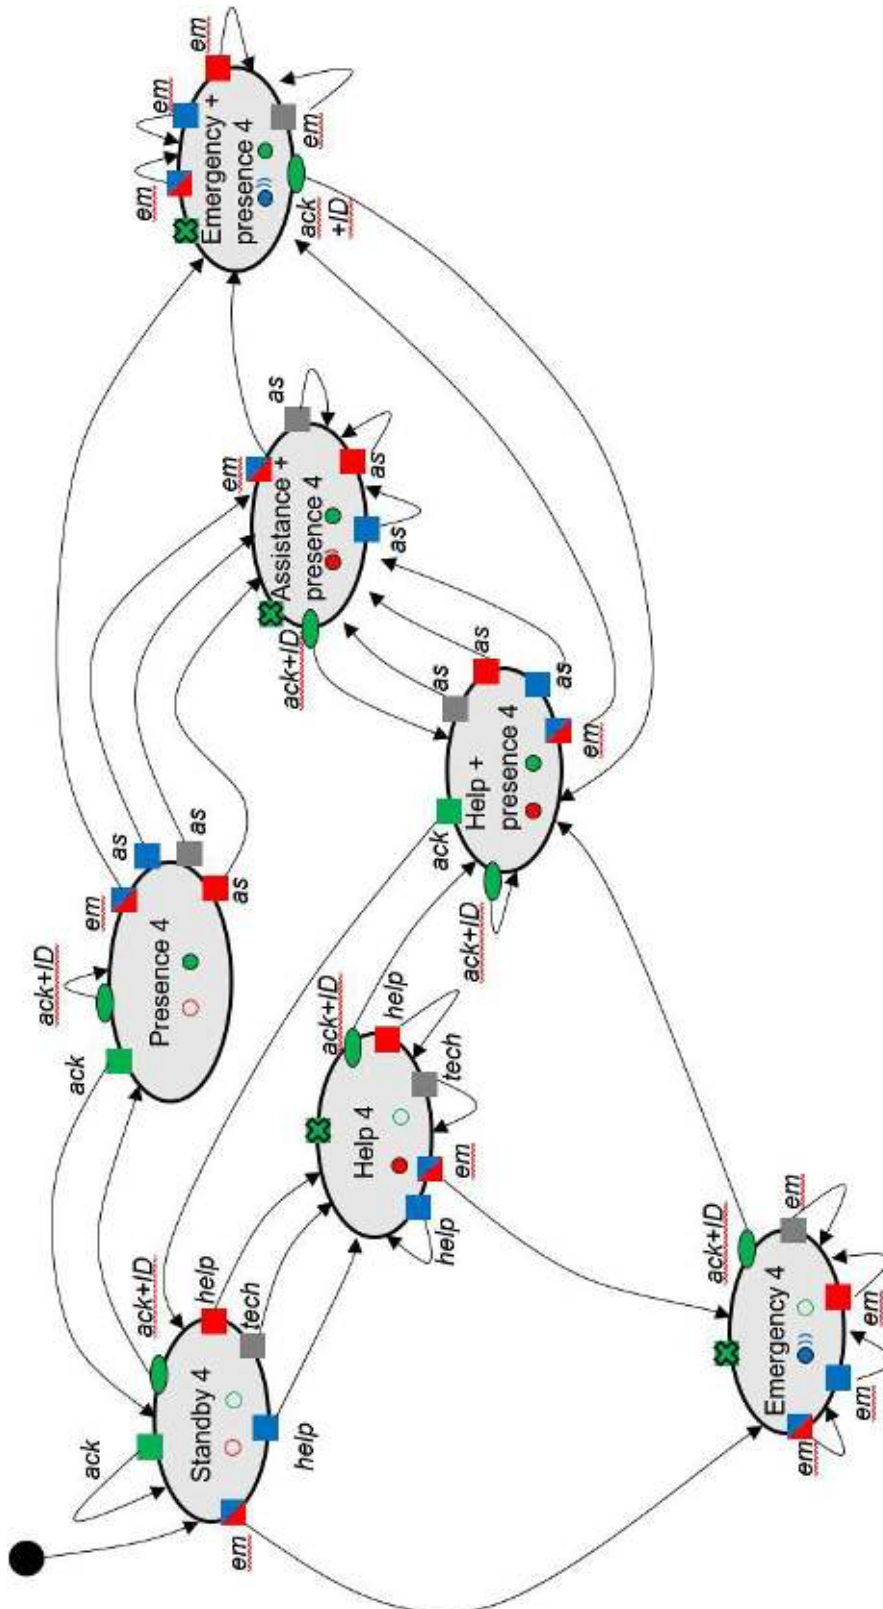 ack
ack+ID
Standby 4
help
tech
help
em
ack
ack+ID
em
as
as
as
Presence 4
ack+ID
help
Help 4
tech
em
help
ack
ack+ID
Help +
presence 4
as
as
as
em
ack+ID
em
as
Assistance +
presence 4
as
as
em
em
em
Emergency +
presence 4
em
ack
+ID
ack+ID
Emergency 4
em
em
em
em